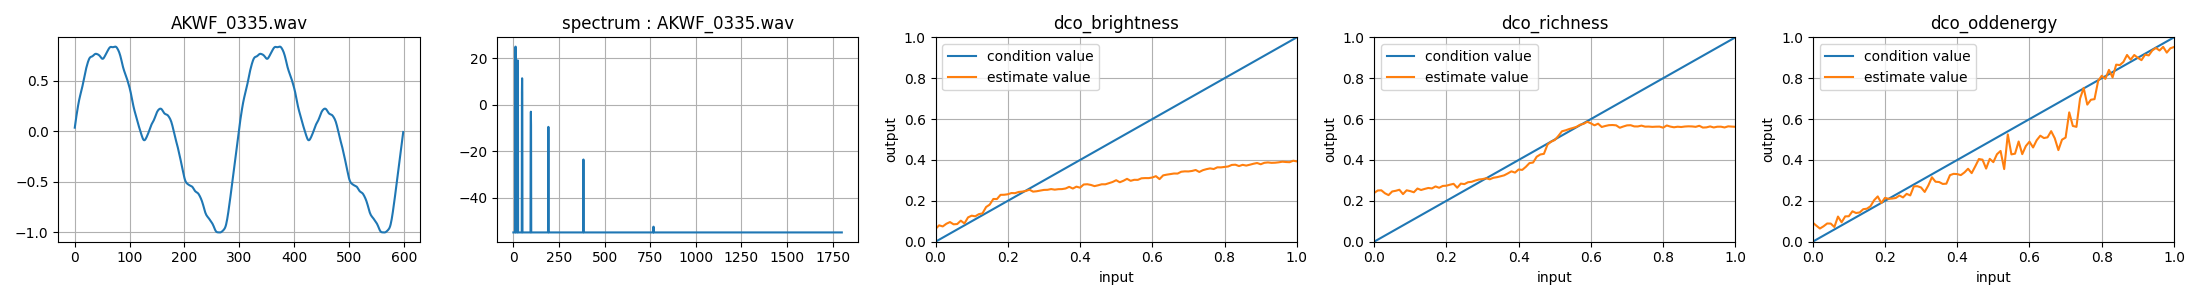 AKWF_0335.wav
0.5
0.0
−0.5
−1.0
0 100 200 300 400 500 600
spectrum : AKWF_0335.wav
20
0
−20
−40
0 250 500 750 1000 1250 1500 1750
dco_brightness
condition value
estimate value
output
1.0
0.8
0.6
0.4
0.2
0.0
0.0 0.2 0.4 0.6 0.8 1.0
input
dco_richness
condition value
estimate value
output
1.0
0.8
0.6
0.4
0.2
0.0
0.0 0.2 0.4 0.6 0.8 1.0
input
dco_oddenergy
condition value
estimate value
output
1.0
0.8
0.6
0.4
0.2
0.0
0.0 0.2 0.4 0.6 0.8 1.0
input